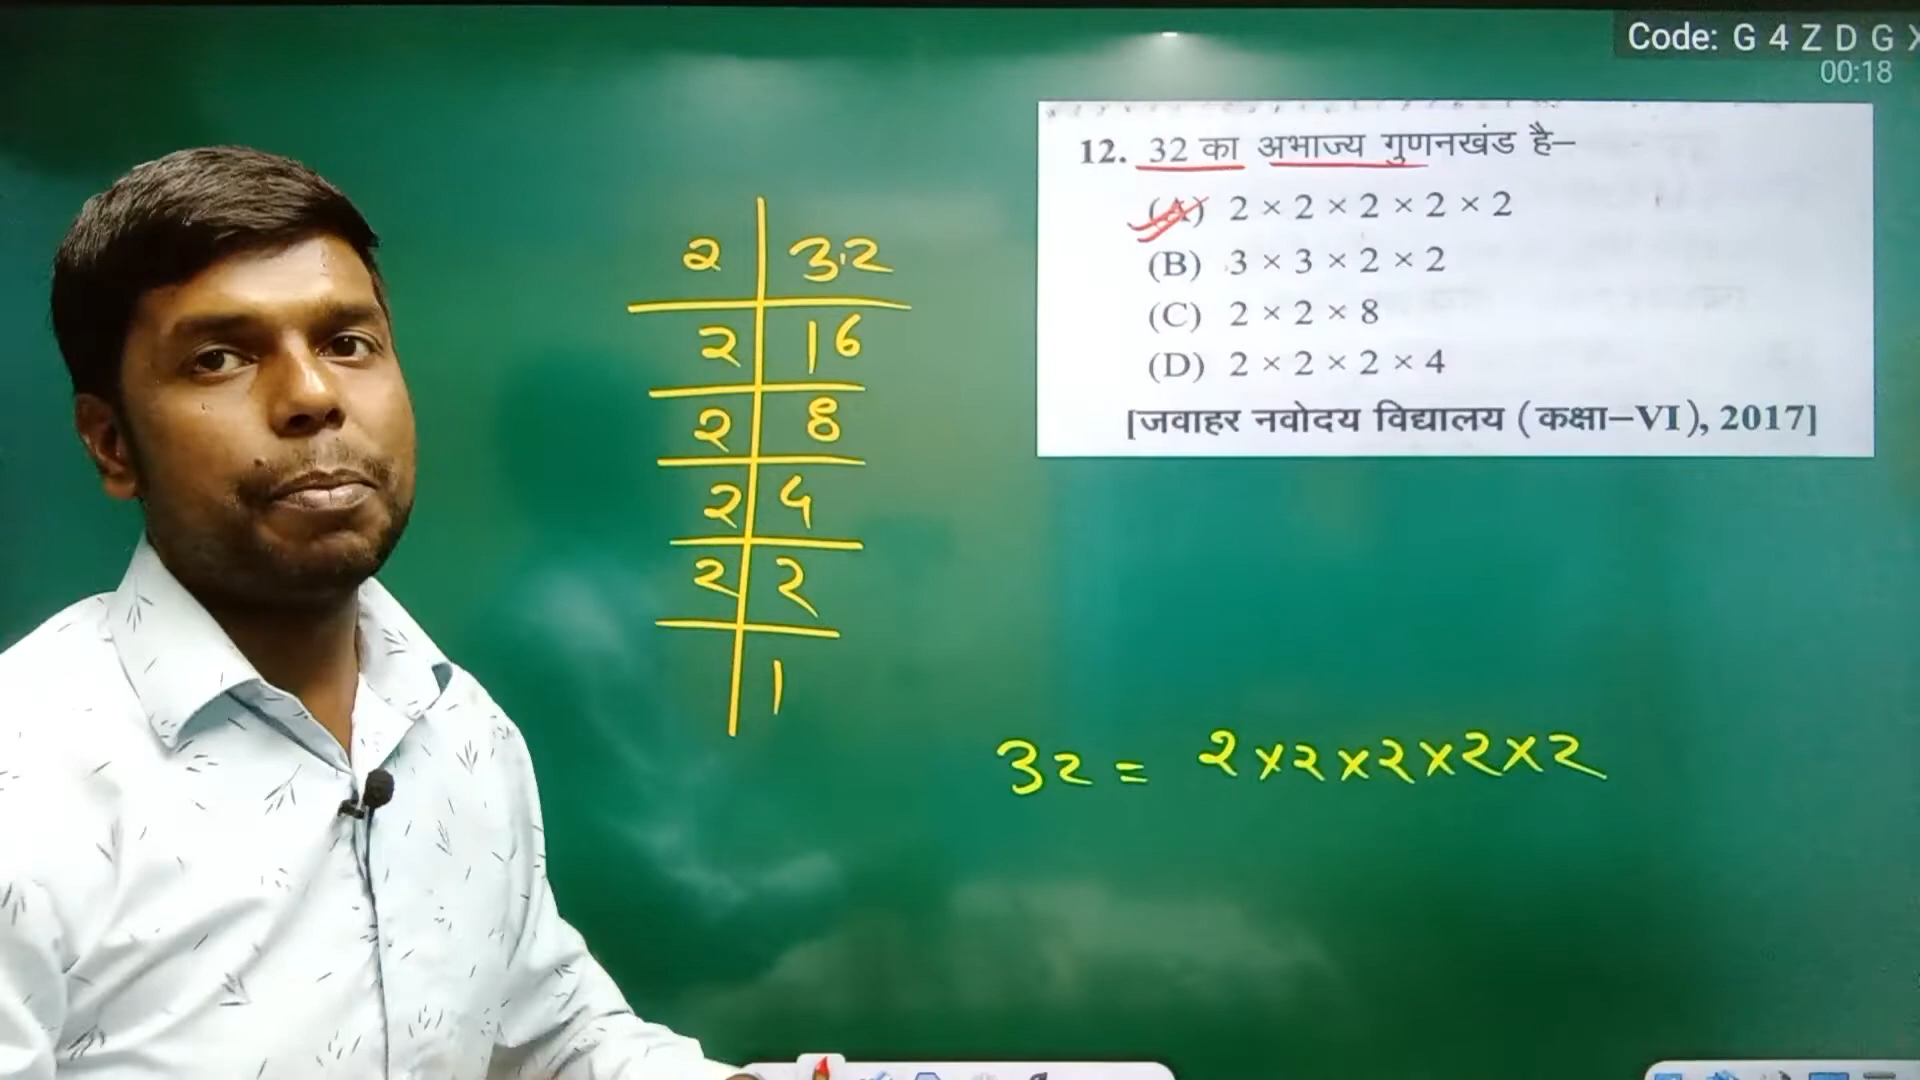 Code: G 4 Z D G X
00:18
12. 32 का अभाज्य गुणनखंड है–
(A) 2 × 2 × 2 × 2 × 2
(B) 3 × 3 × 2 × 2
(C) 2 × 2 × 8
(D) 2 × 2 × 2 × 4
[जवाहर नवोदय विद्यालय (कक्षा–VI), 2017]
2 32
2 16
2 8
2 4
2 2
1
32 = 2×2×2×2×2